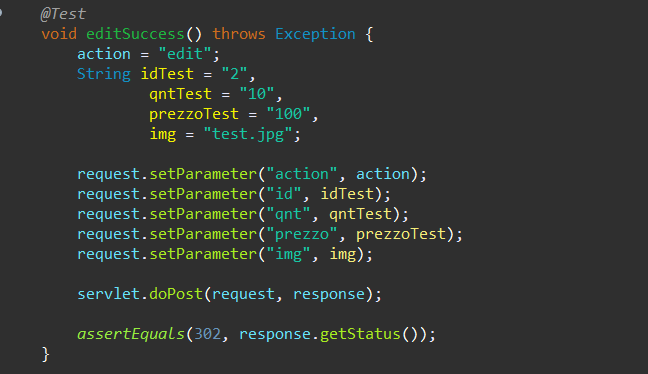 @Test
void editSuccess() throws Exception {
    action = "edit";
    String idTest = "2",
            qntTest = "10",
            prezzoTest = "100",
            img = "test.jpg";

    request.setParameter("action", action);
    request.setParameter("id", idTest);
    request.setParameter("qnt", qntTest);
    request.setParameter("prezzo", prezzoTest);
    request.setParameter("img", img);

    servlet.doPost(request, response);

    assertEquals(302, response.getStatus());
}